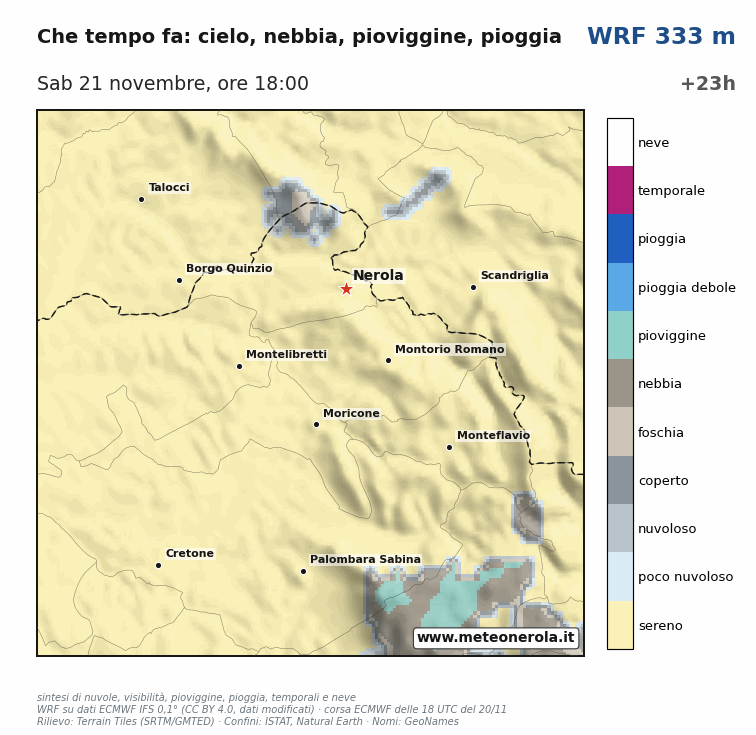 Che tempo fa: cielo, nebbia, pioviggine, pioggia WRF 333 m
Sab 21 novembre, ore 18:00 +23h
neve
temporale
pioggia
pioggia debole
pioviggine
nebbia
foschia
coperto
nuvoloso
poco nuvoloso
sereno
Talocci
Borgo Quinzio
Nerola
Scandriglia
Montelibretti
Montorio Romano
Moricone
Monteflavio
Cretone
Palombara Sabina
www.meteonerola.it
sintesi di nuvole, visibilità, pioviggine, pioggia, temporali e neve
WRF su dati ECMWF IFS 0,1° (CC BY 4.0, dati modificati) · corsa ECMWF delle 18 UTC del 20/11
Rilievo: Terrain Tiles (SRTM/GMTED) · Confini: ISTAT, Natural Earth · Nomi: GeoNames